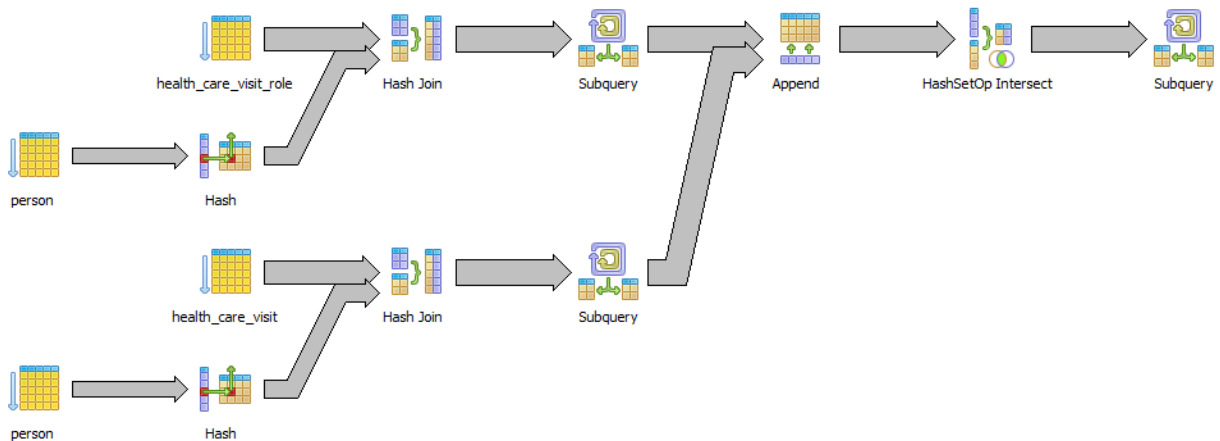 health_care_visit_role
Hash Join
Subquery
Append
HashSetOp Intersect
Subquery
person
Hash
health_care_visit
Hash Join
Subquery
person
Hash